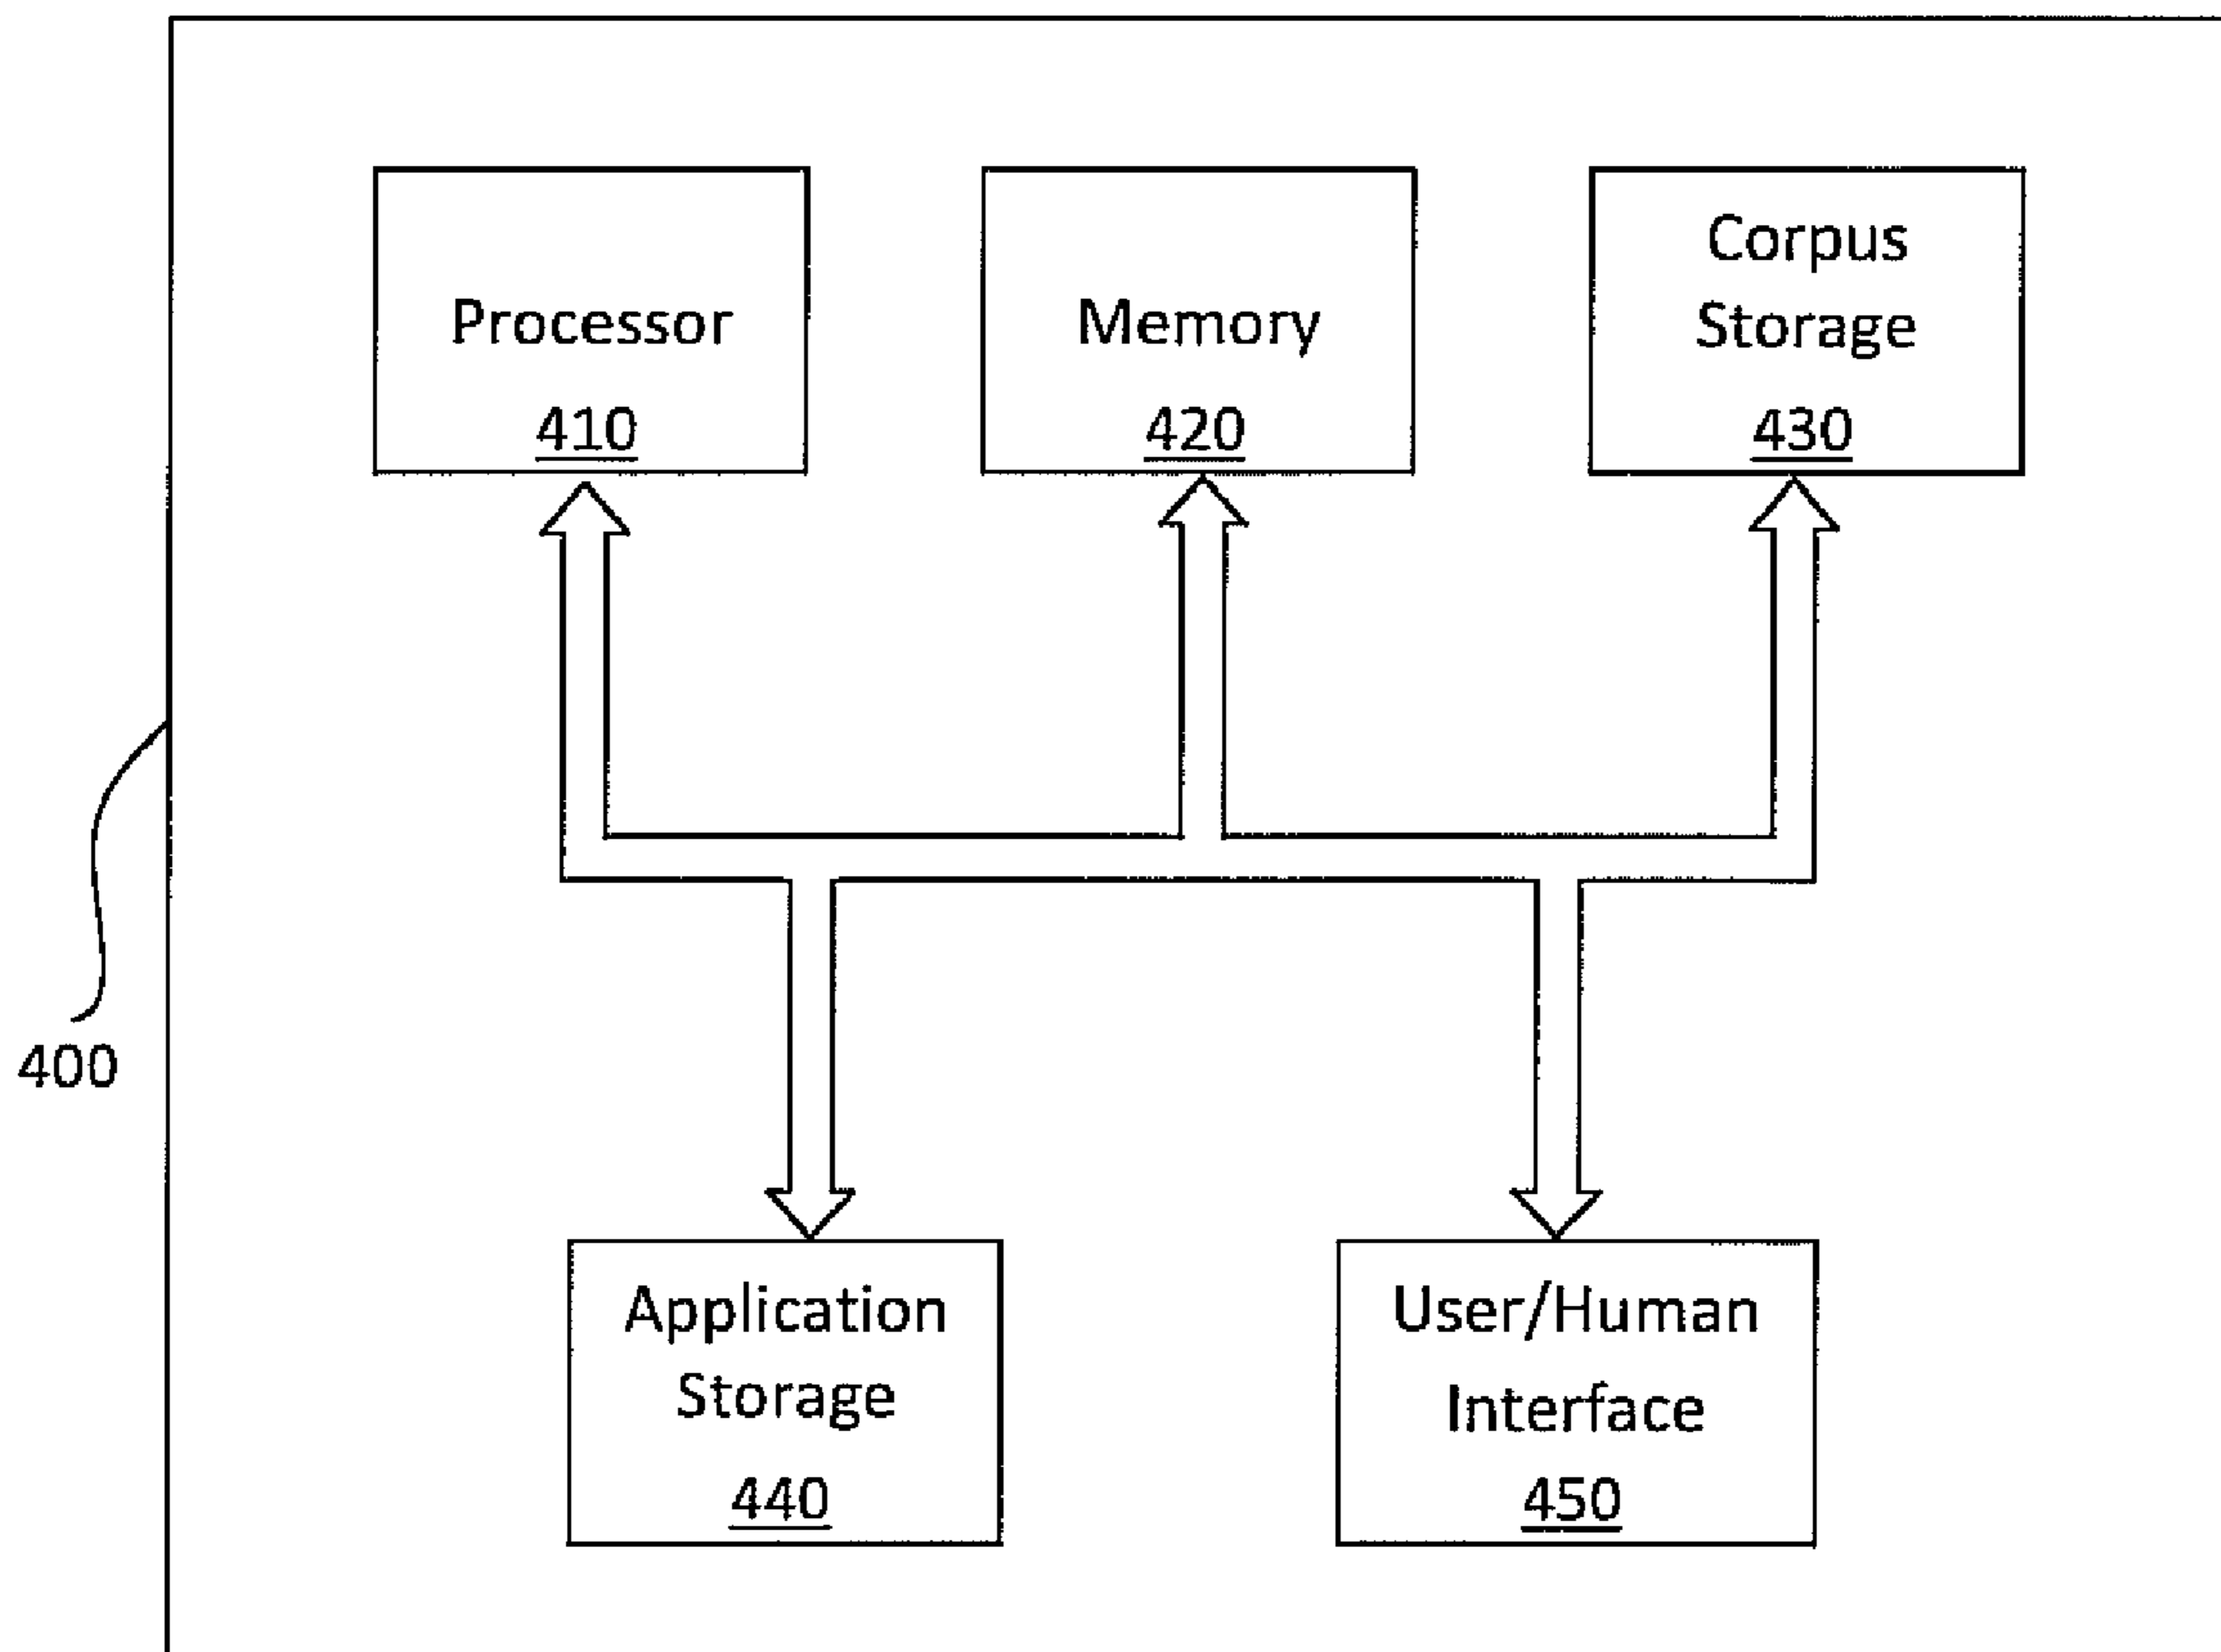 Processor
410
Memory
420
Corpus
Storage
430
400
Application
Storage
440
User/Human
Interface
450